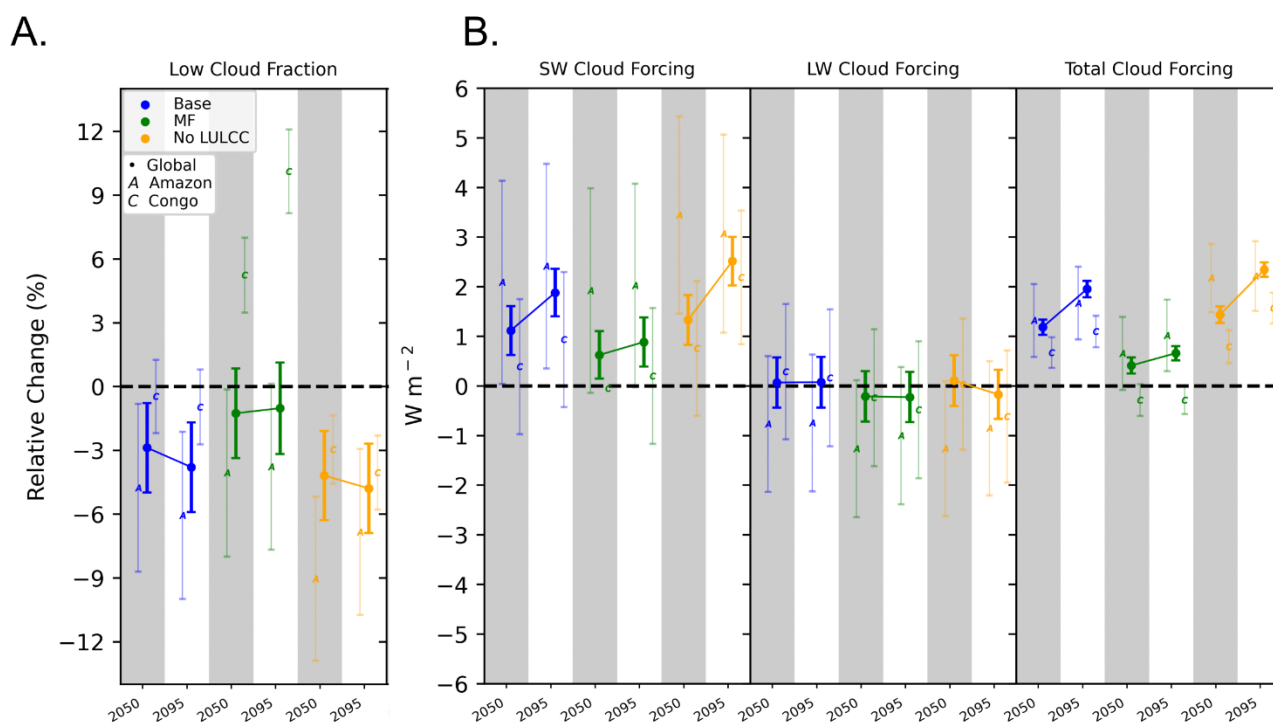 A.
B.
Low Cloud Fraction
SW Cloud Forcing
LW Cloud Forcing
Total Cloud Forcing
Base
MF
No LULCC
Global
A Amazon
C Congo
Relative Change (%)
12
9
6
3
0
−3
−6
−9
−12
W m−2
6
5
4
3
2
1
0
−1
−2
−3
−4
−5
−6
A
C
A
C
A
C
A
C
A
C
A
C
A
C
A
C
A
C
A
C
A
C
A
C
A
C
A
C
A
C
A
C
A
C
A
C
A
C
A
C
A
C
A
C
A
C
A
C
2050 2095 2050 2095 2050 2095
2050 2095 2050 2095 2050 2095
2050 2095 2050 2095 2050 2095
2050 2095 2050 2095 2050 2095